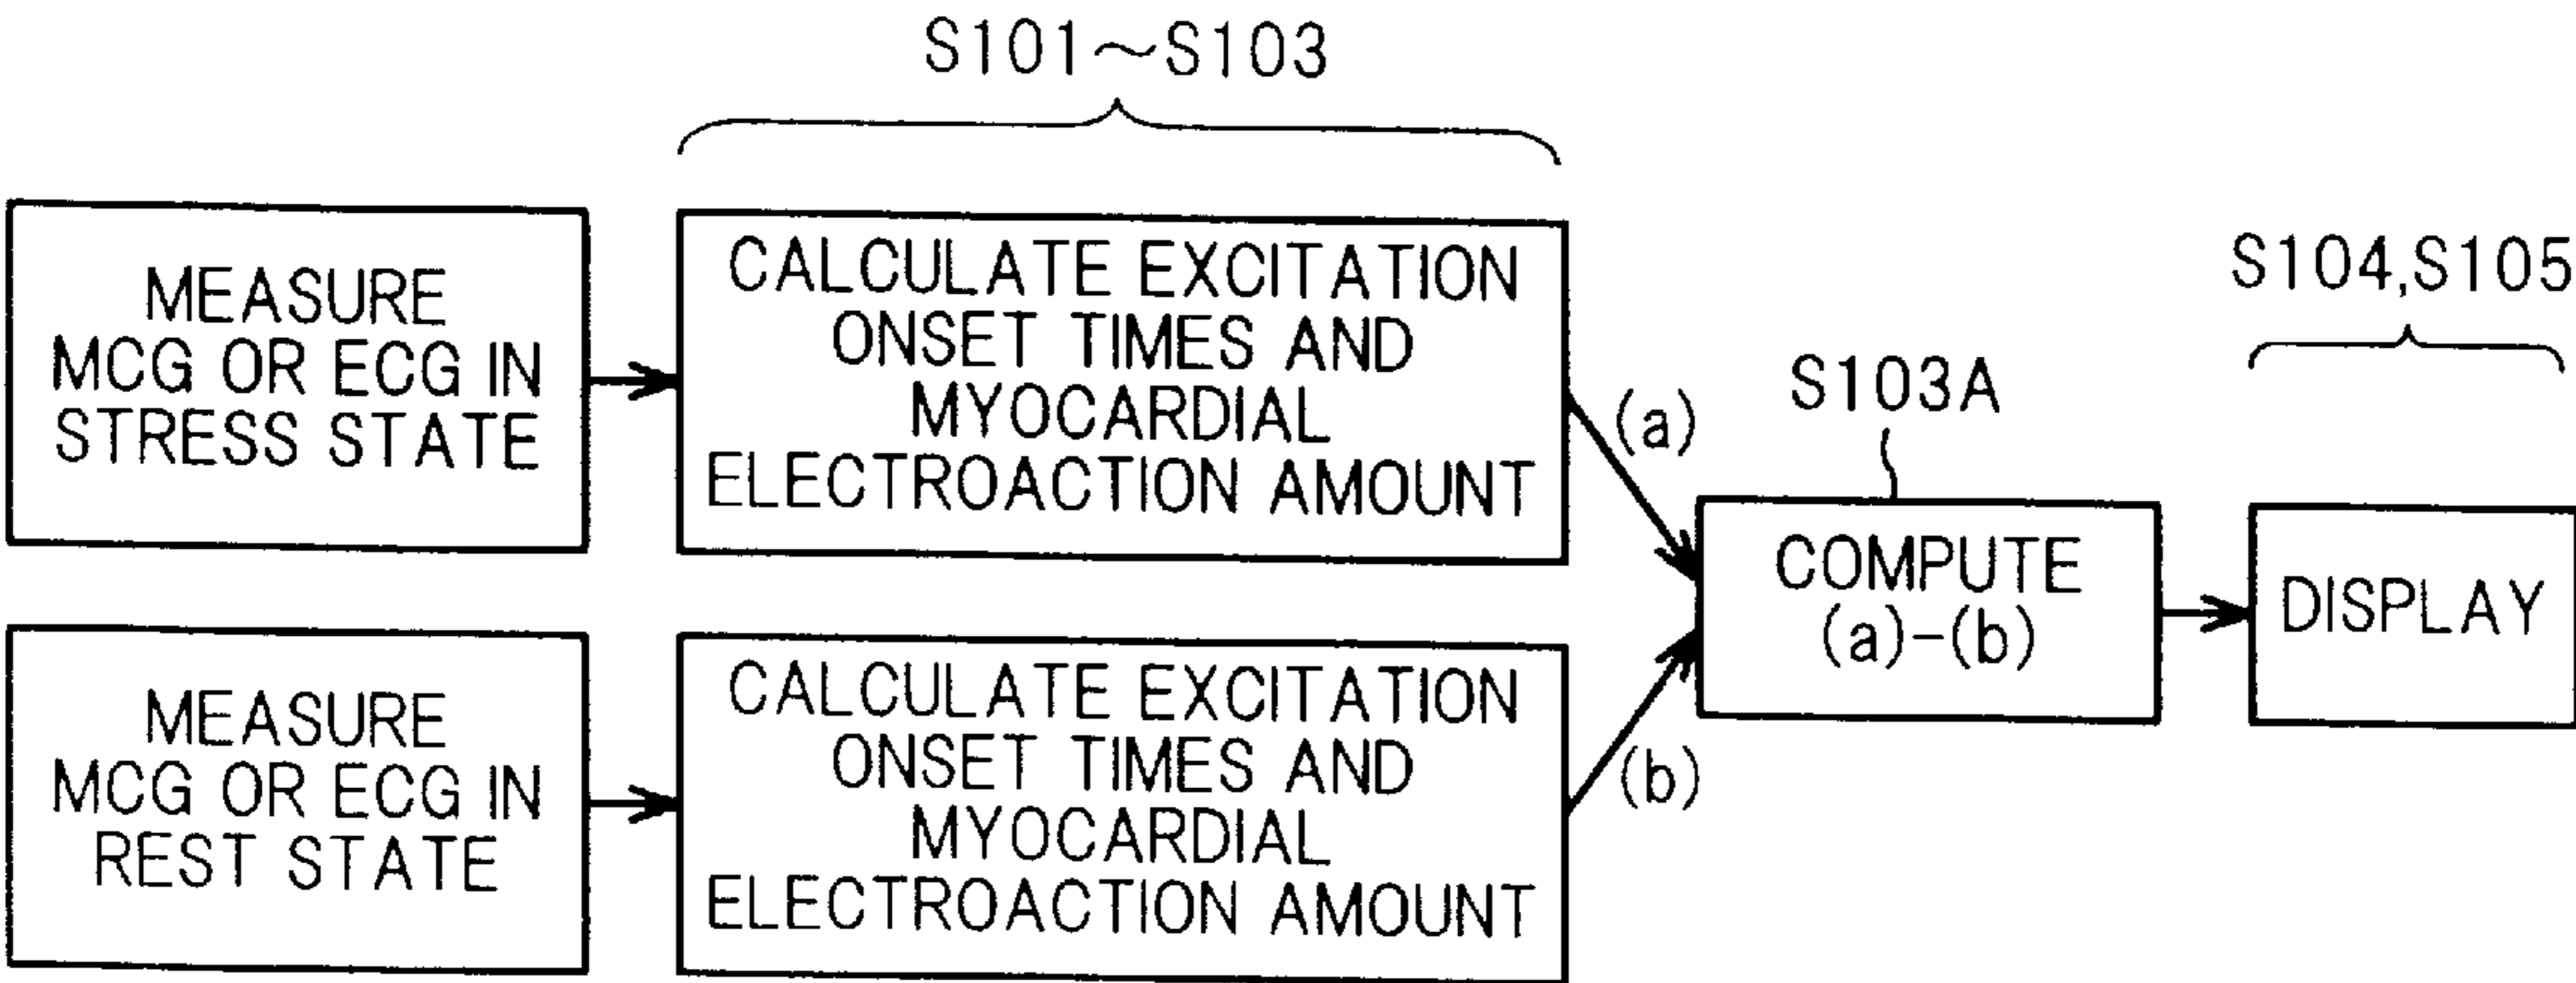 S101~S103
MEASURE
MCG OR ECG IN
STRESS STATE
CALCULATE EXCITATION
ONSET TIMES AND
MYOCARDIAL
ELECTROACTION AMOUNT
(a)
S103A
S104,S105
COMPUTE
(a)-(b)
DISPLAY
MEASURE
MCG OR ECG IN
REST STATE
CALCULATE EXCITATION
ONSET TIMES AND
MYOCARDIAL
ELECTROACTION AMOUNT
(b)